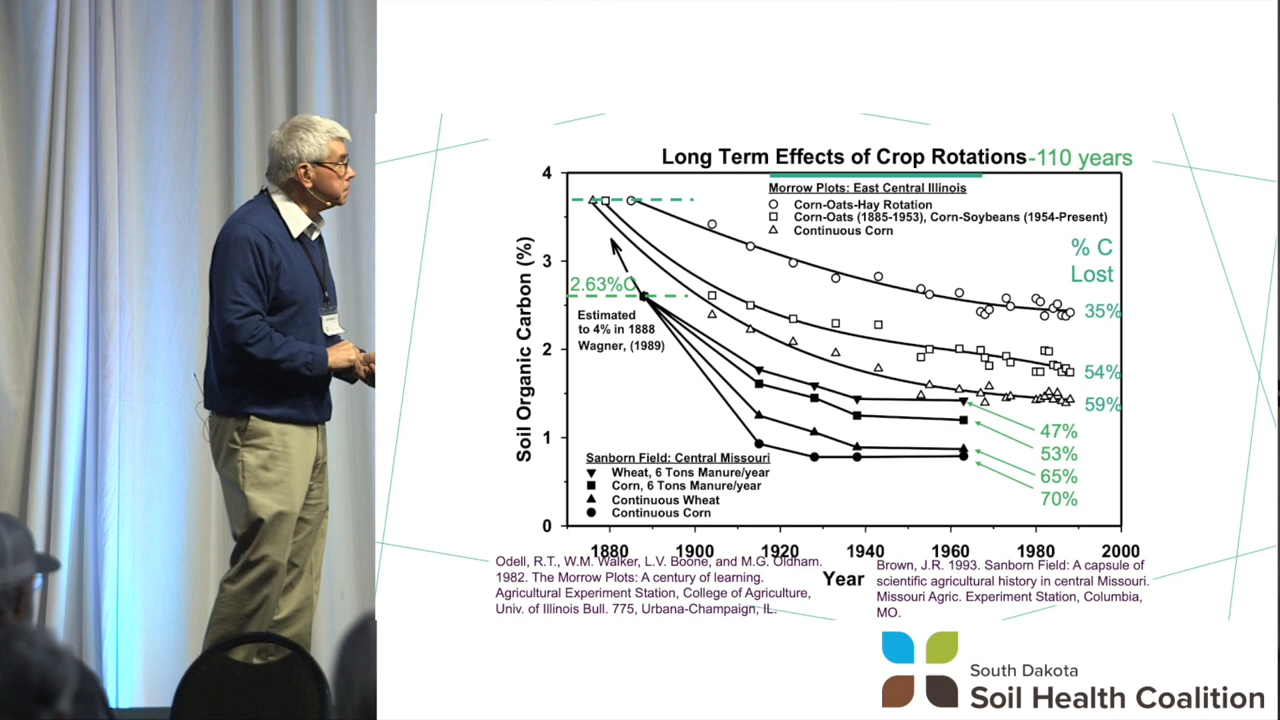 Long Term Effects of Crop Rotations-110 years
4
3
2
1
0
Soil Organic Carbon (%)
Morrow Plots: East Central Illinois
Corn-Oats-Hay Rotation
Corn-Oats (1885-1953), Corn-Soybeans (1954-Present)
Continuous Corn
% C
Lost
2.63%C
Estimated
to 4% in 1888
Wagner, (1989)
35%
54%
59%
47%
53%
65%
70%
Sanborn Field: Central Missouri
Wheat, 6 Tons Manure/year
Corn, 6 Tons Manure/year
Continuous Wheat
Continuous Corn
1880 1900 1920 1940 1960 1980 2000
Year
Odell, R.T., W.M. Walker, L.V. Boone, and M.G. Oldham.
1982. The Morrow Plots: A century of learning.
Agricultural Experiment Station, College of Agriculture,
Univ. of Illinois Bull. 775, Urbana-Champaign, IL.
Brown, J.R. 1993. Sanborn Field: A capsule of
scientific agricultural history in central Missouri.
Missouri Agric. Experiment Station, Columbia,
MO.
South Dakota
Soil Health Coalition